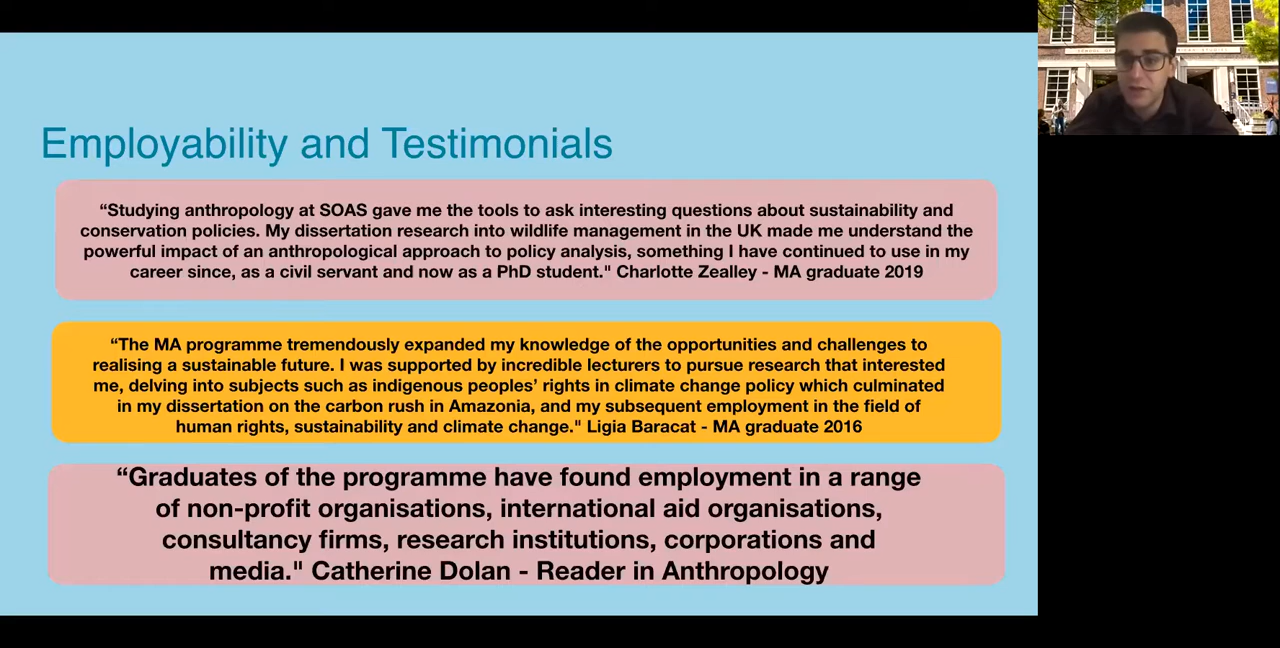 Employability and Testimonials
“Studying anthropology at SOAS gave me the tools to ask interesting questions about sustainability and
conservation policies. My dissertation research into wildlife management in the UK made me understand the
powerful impact of an anthropological approach to policy analysis, something I have continued to use in my
career since, as a civil servant and now as a PhD student." Charlotte Zealley - MA graduate 2019
“The MA programme tremendously expanded my knowledge of the opportunities and challenges to
realising a sustainable future. I was supported by incredible lecturers to pursue research that interested
me, delving into subjects such as indigenous peoples’ rights in climate change policy which culminated
in my dissertation on the carbon rush in Amazonia, and my subsequent employment in the field of
human rights, sustainability and climate change." Ligia Baracat - MA graduate 2016
“Graduates of the programme have found employment in a range
of non-profit organisations, international aid organisations,
consultancy firms, research institutions, corporations and
media." Catherine Dolan - Reader in Anthropology